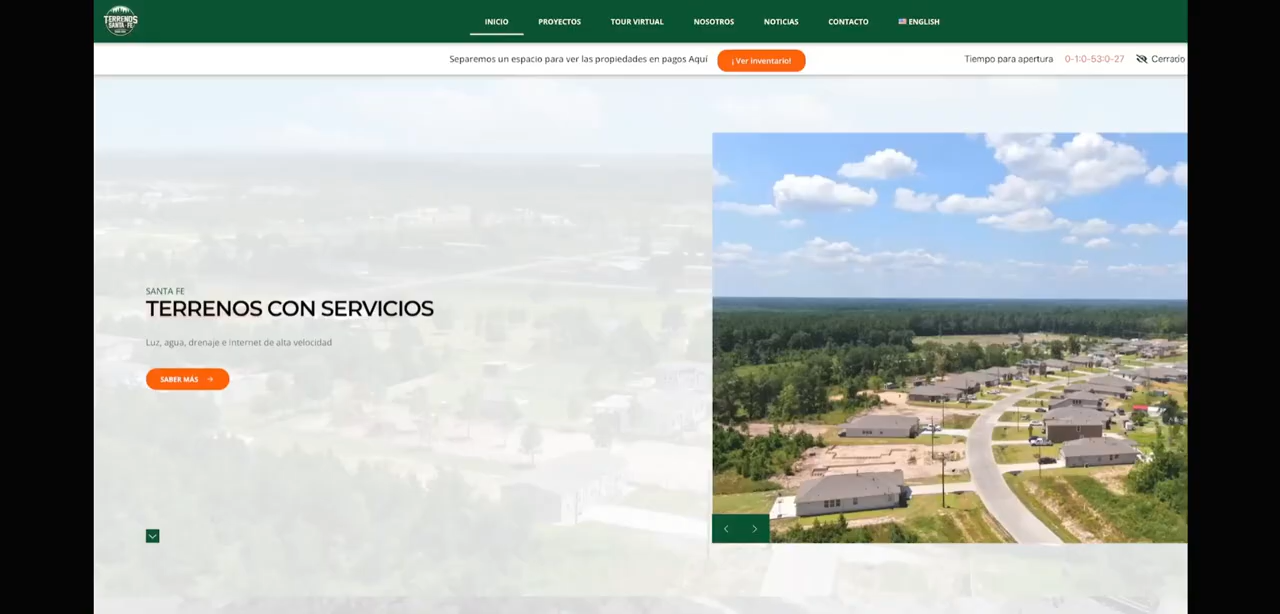 TERRENOS
SANTA FE
INICIO
PROYECTOS
TOUR VIRTUAL
NOSOTROS
NOTICIAS
CONTACTO
ENGLISH
Separemos un espacio para ver las propiedades en pagos Aquí
¡ Ver Inventario!
Tiempo para apertura
0-1:0-53:0-27
Cerrado
SANTA FE
TERRENOS CON SERVICIOS
Luz, agua, drenaje e Internet de alta velocidad
SABER MÁS